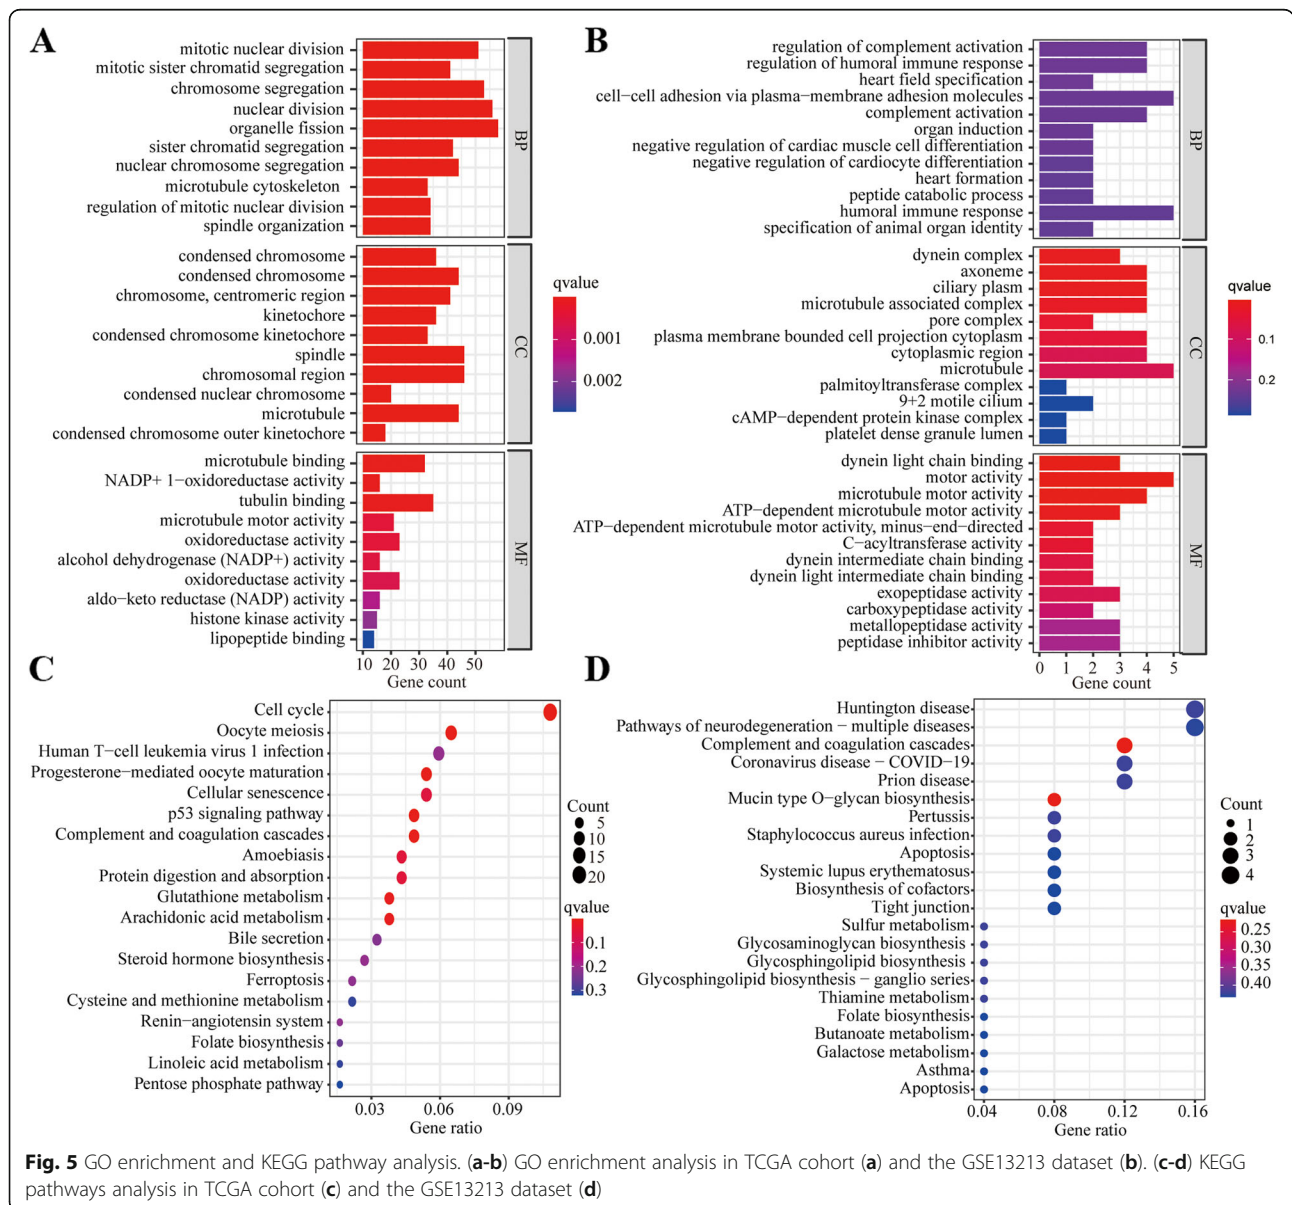 A
mitotic nuclear division
mitotic sister chromatid segregation
chromosome segregation
nuclear division
organelle fission
sister chromatid segregation
nuclear chromosome segregation
microtubule cytoskeleton
regulation of mitotic nuclear division
spindle organization
BP
condensed chromosome
condensed chromosome
chromosome, centromeric region
kinetochore
condensed chromosome kinetochore
spindle
chromosomal region
condensed nuclear chromosome
microtubule
condensed chromosome outer kinetochore
CC
microtubule binding
NADP+ 1−oxidoreductase activity
tubulin binding
microtubule motor activity
oxidoreductase activity
alcohol dehydrogenase (NADP+) activity
oxidoreductase activity
aldo−keto reductase (NADP) activity
histone kinase activity
lipopeptide binding
MF
10 20 30 40 50
Gene count
qvalue
0.001
0.002
B
regulation of complement activation
regulation of humoral immune response
heart field specification
cell−cell adhesion via plasma−membrane adhesion molecules
complement activation
organ induction
negative regulation of cardiac muscle cell differentiation
negative regulation of cardiocyte differentiation
heart formation
peptide catabolic process
humoral immune response
specification of animal organ identity
BP
dynein complex
axoneme
ciliary plasm
microtubule associated complex
pore complex
plasma membrane bounded cell projection cytoplasm
cytoplasmic region
microtubule
palmitoyltransferase complex
9+2 motile cilium
cAMP−dependent protein kinase complex
platelet dense granule lumen
CC
dynein light chain binding
motor activity
microtubule motor activity
ATP−dependent microtubule motor activity
ATP−dependent microtubule motor activity, minus−end−directed
C−acyltransferase activity
dynein intermediate chain binding
dynein light intermediate chain binding
exopeptidase activity
carboxypeptidase activity
metallopeptidase activity
peptidase inhibitor activity
MF
0 1 2 3 4 5
Gene count
qvalue
0.1
0.2
C
Cell cycle
Oocyte meiosis
Human T−cell leukemia virus 1 infection
Progesterone−mediated oocyte maturation
Cellular senescence
p53 signaling pathway
Complement and coagulation cascades
Amoebiasis
Protein digestion and absorption
Glutathione metabolism
Arachidonic acid metabolism
Bile secretion
Steroid hormone biosynthesis
Ferroptosis
Cysteine and methionine metabolism
Renin−angiotensin system
Folate biosynthesis
Linoleic acid metabolism
Pentose phosphate pathway
0.03 0.06 0.09
Gene ratio
Count
5
10
15
20
qvalue
0.1
0.2
0.3
D
Huntington disease
Pathways of neurodegeneration − multiple diseases
Complement and coagulation cascades
Coronavirus disease − COVID−19
Prion disease
Mucin type O−glycan biosynthesis
Pertussis
Staphylococcus aureus infection
Apoptosis
Systemic lupus erythematosus
Biosynthesis of cofactors
Tight junction
Sulfur metabolism
Glycosaminoglycan biosynthesis
Glycosphingolipid biosynthesis
Glycosphingolipid biosynthesis − ganglio series
Thiamine metabolism
Folate biosynthesis
Butanoate metabolism
Galactose metabolism
Asthma
Apoptosis
0.04 0.08 0.12 0.16
Gene ratio
Count
1
2
3
4
qvalue
0.25
0.30
0.35
0.40
Fig. 5 GO enrichment and KEGG pathway analysis. (a-b) GO enrichment analysis in TCGA cohort (a) and the GSE13213 dataset (b). (c-d) KEGG
pathways analysis in TCGA cohort (c) and the GSE13213 dataset (d)